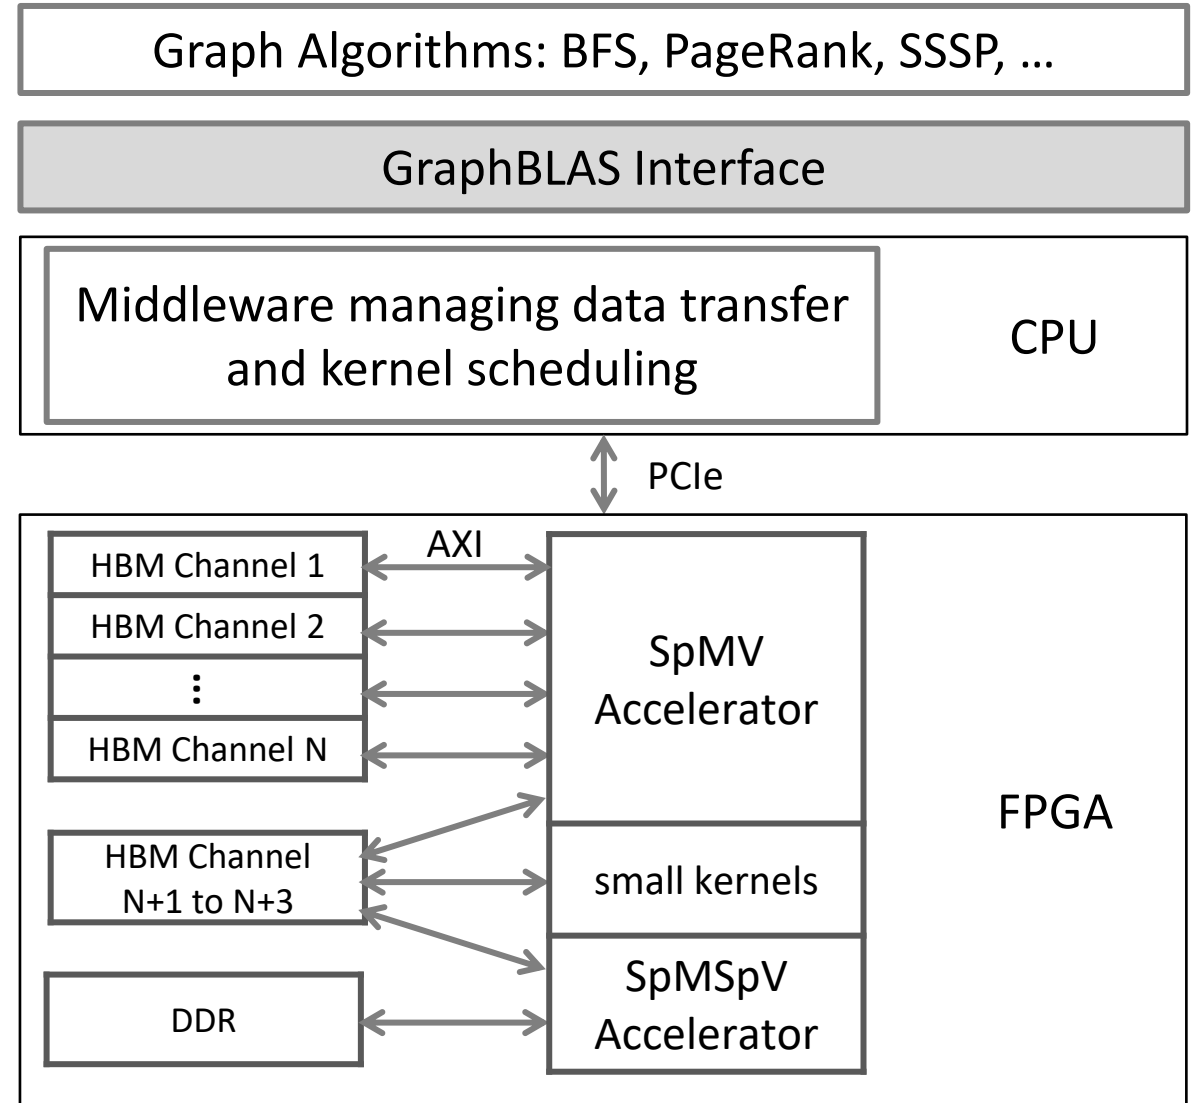 Graph Algorithms: BFS, PageRank, SSSP, ...
GraphBLAS Interface
Middleware managing data transfer
and kernel scheduling
CPU
PCIe
HBM Channel 1
AXI
HBM Channel 2
⋮
HBM Channel N
SpMV
Accelerator
FPGA
HBM Channel
N+1 to N+3
small kernels
SpMSpV
Accelerator
DDR